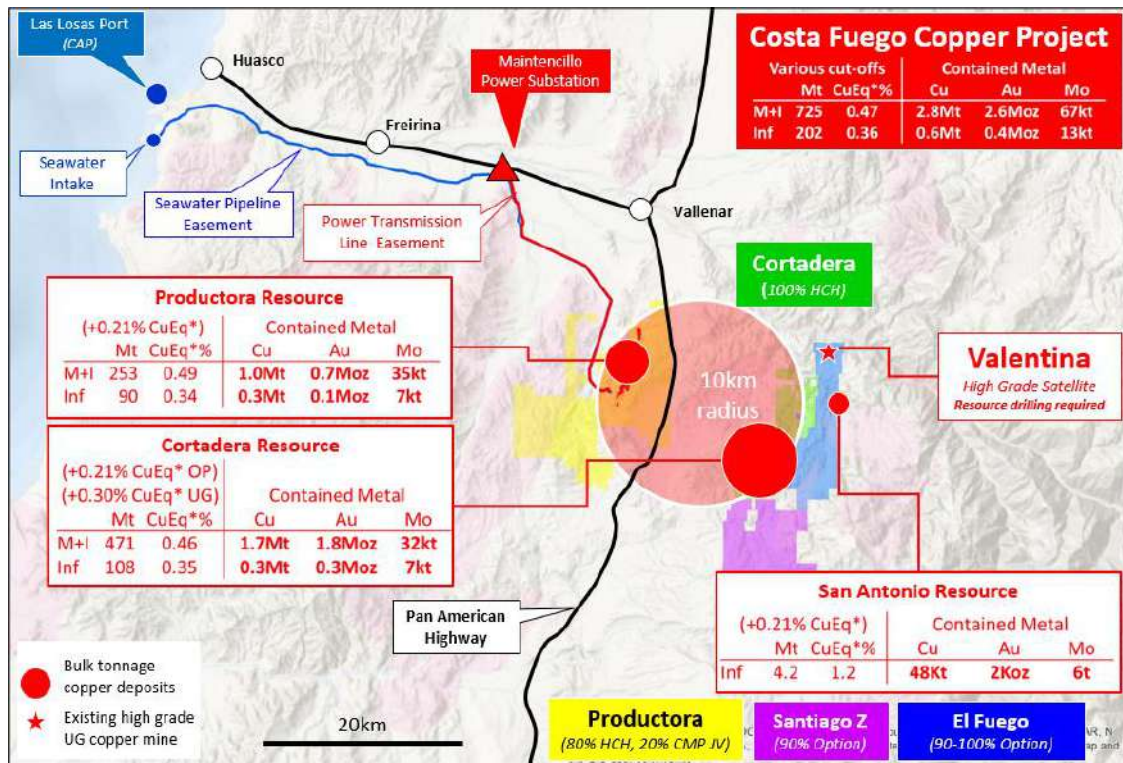 Las Losas Port
(CAP)
Huasco
Maintencillo
Power Substation
Freirina
Seawater
Intake
Seawater Pipeline
Easement
Power Transmission
Line Easement
Vallenar
Costa Fuego Copper Project
Various cut-offs Contained Metal
Mt CuEq*% Cu Au Mo
M+I 725 0.47 2.8Mt 2.6Moz 67kt
Inf 202 0.36 0.6Mt 0.4Moz 13kt
Cortadera
(100% HCH)
Productora Resource
(+0.21% CuEq*) Contained Metal
Mt CuEq*% Cu Au Mo
M+I 253 0.49 1.0Mt 0.7Moz 35kt
Inf 90 0.34 0.3Mt 0.1Moz 7kt
10km
radius
Valentina
High Grade Satellite
Resource drilling required
Cortadera Resource
(+0.21% CuEq* OP)
(+0.30% CuEq* UG) Contained Metal
Mt CuEq*% Cu Au Mo
M+I 471 0.46 1.7Mt 1.8Moz 32kt
Inf 108 0.35 0.3Mt 0.3Moz 7kt
Pan American
Highway
San Antonio Resource
(+0.21% CuEq*) Contained Metal
Mt CuEq*% Cu Au Mo
Inf 4.2 1.2 48Kt 2Koz 6t
Bulk tonnage
copper deposits
Existing high grade
UG copper mine
20km
Productora
(80% HCH, 20% CMP JV)
Santiago Z
(90% Option)
El Fuego
(90-100% Option)